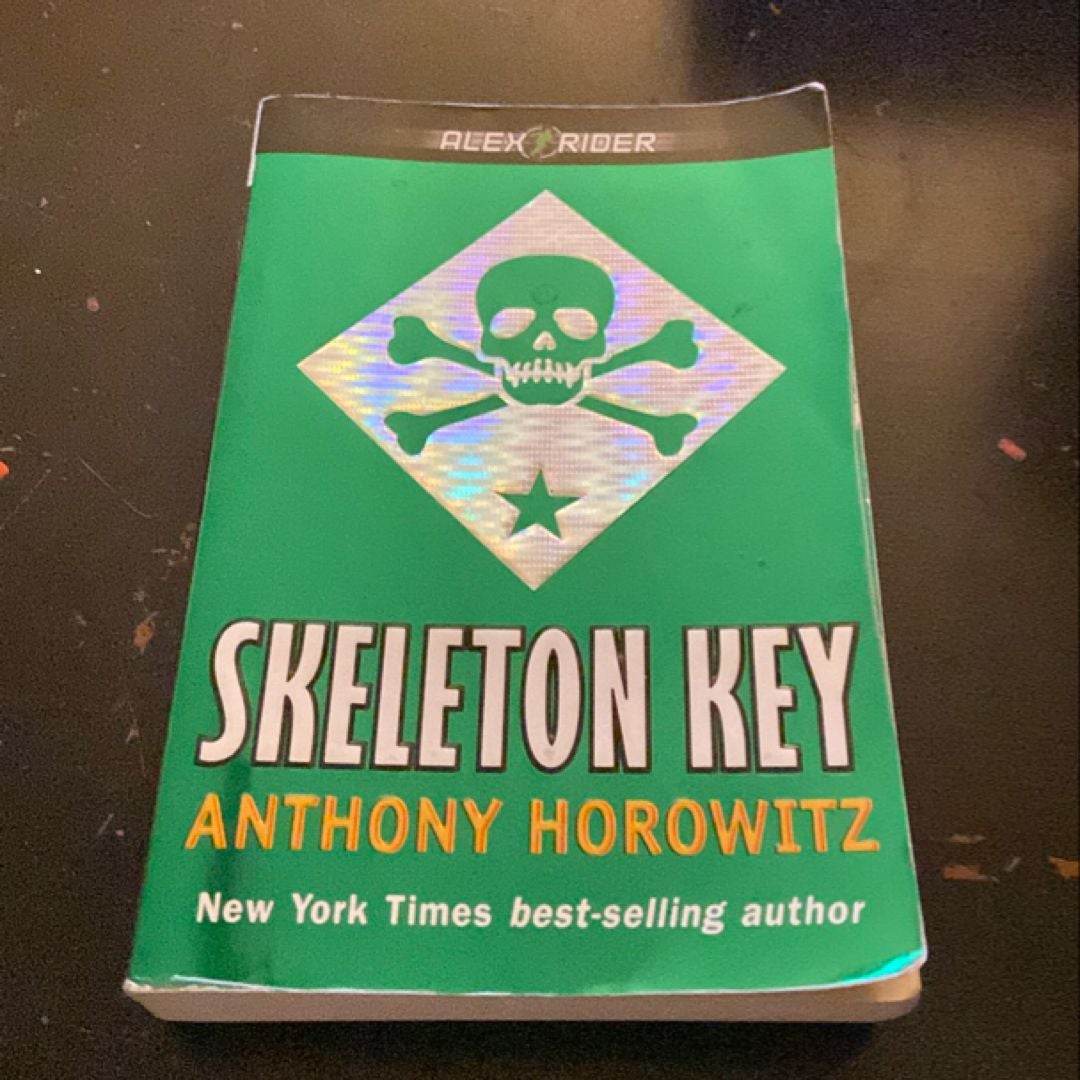 ALEX RIDER
SKELETON KEY
ANTHONY HOROWITZ
New York Times best-selling author